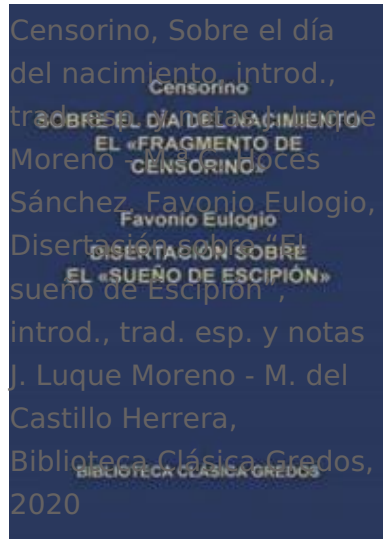 Censorino, Sobre el día
del nacimiento, introd.,
trad. esp. y notas J. Luque
Moreno - M.ª C. Hoces
Sánchez, Favonio Eulogio,
Disertación sobre “El
sueño de Escipión”,
introd., trad. esp. y notas
J. Luque Moreno - M. del
Castillo Herrera,
Biblioteca Clásica Gredos,
2020
Censorino
SOBRE EL DÍA DEL NACIMIENTO
EL «FRAGMENTO DE
CENSORINO»
Favonio Eulogio
DISERTACIÓN SOBRE
EL «SUEÑO DE ESCIPIÓN»
BIBLIOTECA CLÁSICA GREDOS